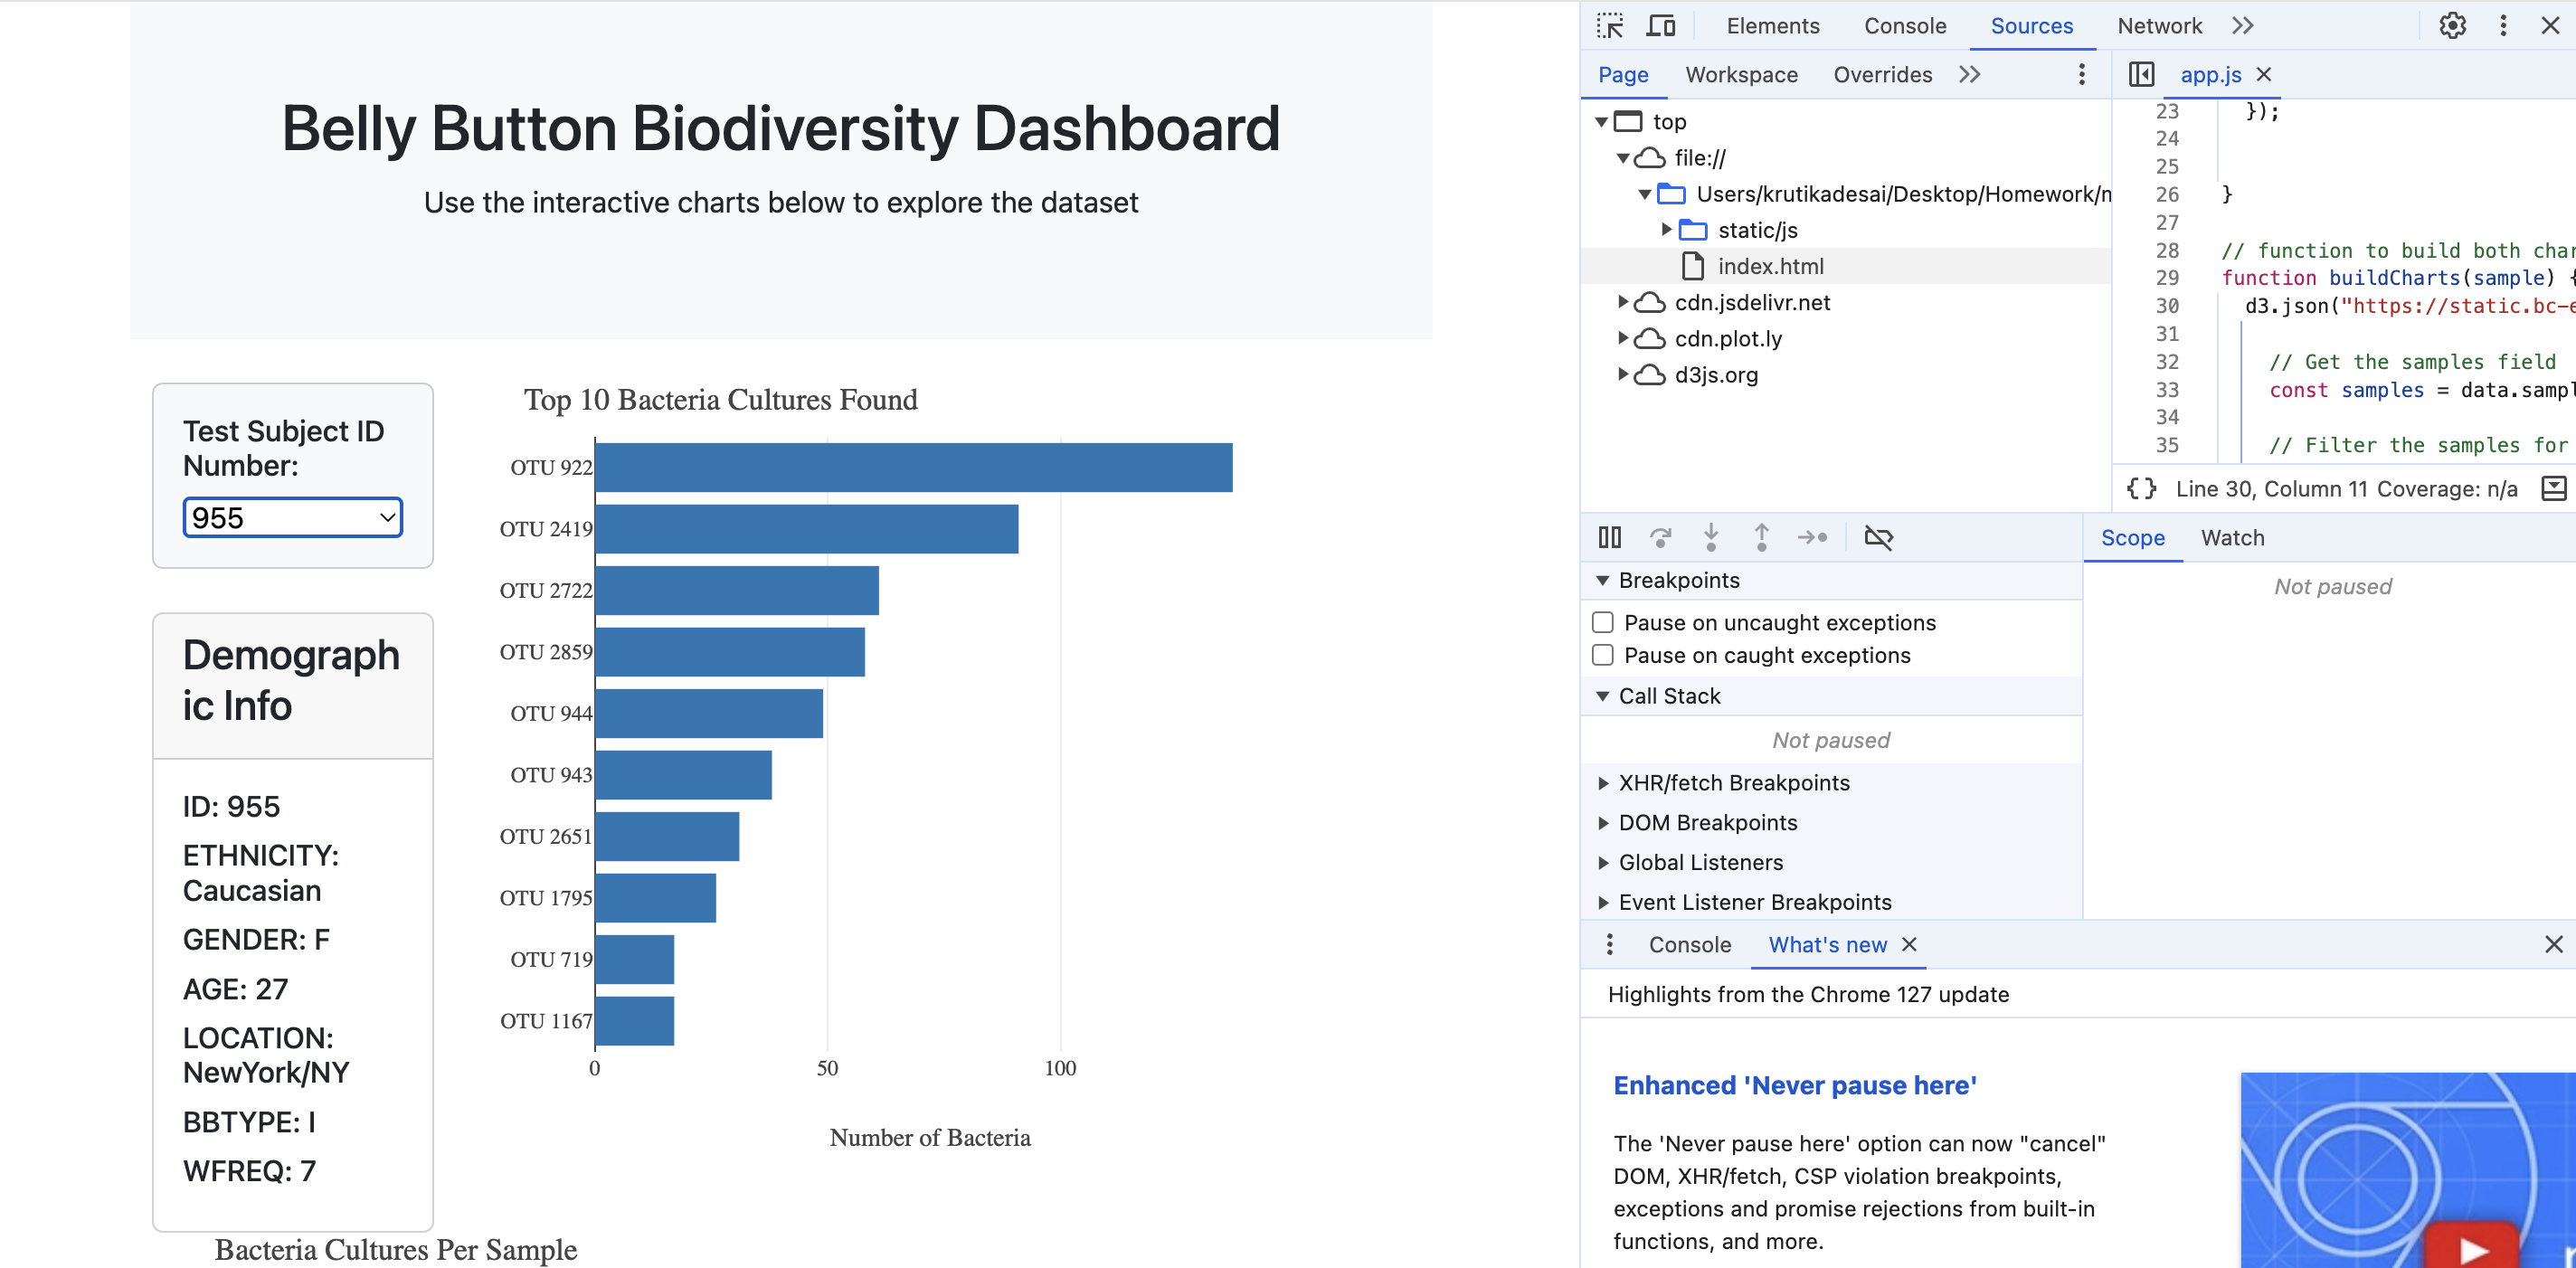 Belly Button Biodiversity Dashboard
Use the interactive charts below to explore the dataset
Test Subject ID
Number:
955
Demograph
ic Info
ID: 955
ETHNICITY:
Caucasian
GENDER: F
AGE: 27
LOCATION:
NewYork/NY
BBTYPE: I
WFREQ: 7
Top 10 Bacteria Cultures Found
OTU 922
OTU 2419
OTU 2722
OTU 2859
OTU 944
OTU 943
OTU 2651
OTU 1795
OTU 719
OTU 1167
0 50 100
Number of Bacteria
Bacteria Cultures Per Sample
Elements Console Sources Network
Page Workspace Overrides
top
file://
Users/krutikadesai/Desktop/Homework/
static/js
index.html
cdn.jsdelivr.net
cdn.plot.ly
d3js.org
app.js
23 });
24
25
26 }
27
28 // function to build both
29 function buildCharts(sample) {
30 d3.json("https://static.bc-
31
32 // Get the samples field
33 const samples = data.
34
35 // Filter the samples for
{} Line 30, Column 11 Coverage: n/a
Scope Watch
Not paused
Breakpoints
Pause on uncaught exceptions
Pause on caught exceptions
Call Stack
Not paused
XHR/fetch Breakpoints
DOM Breakpoints
Global Listeners
Event Listener Breakpoints
Console What's new
Highlights from the Chrome 127 update
Enhanced 'Never pause here'
The 'Never pause here' option can now "cancel"
DOM, XHR/fetch, CSP violation breakpoints,
exceptions and promise rejections from built-in
functions, and more.